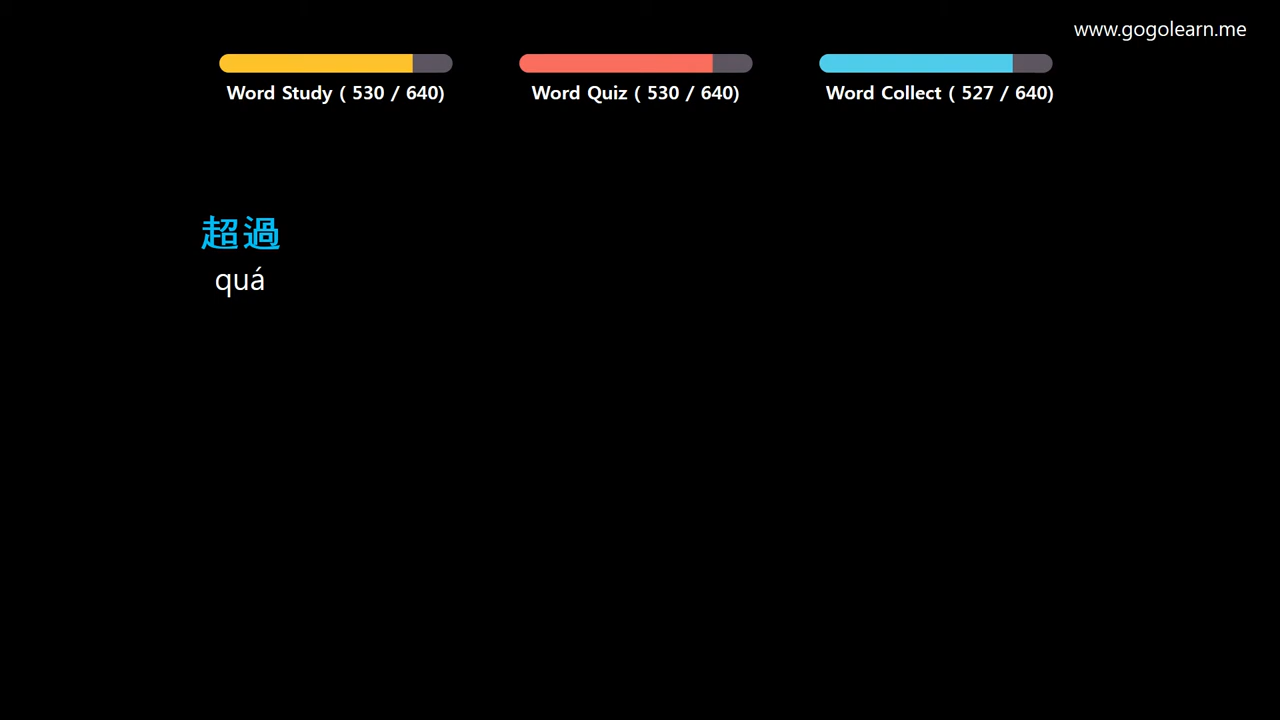 www.gogolearn.me
Word Study ( 530 / 640)
Word Quiz ( 530 / 640)
Word Collect ( 527 / 640)
超過
quá